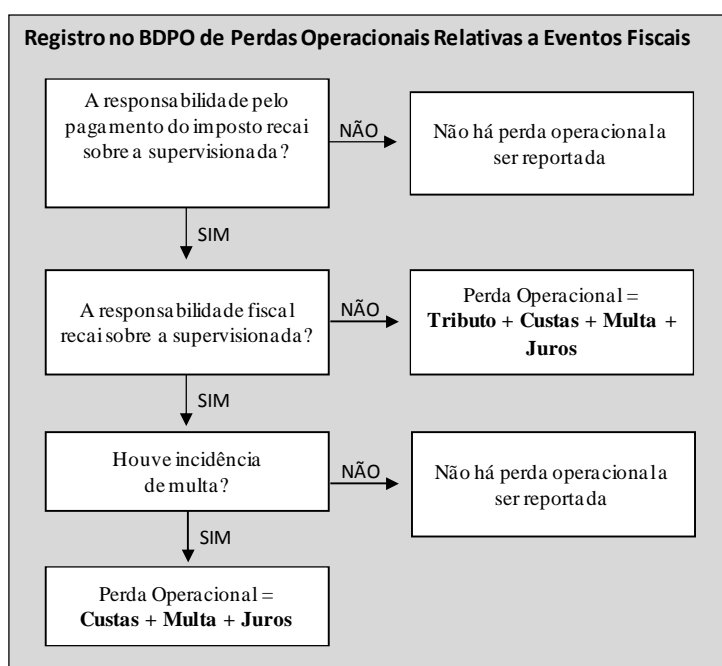 Registro no BDPO de Perdas Operacionais Relativas a Eventos Fiscais
A responsabilidade pelo
pagamento do imposto recai
sobre a supervisionada?
NÃO
Não há perda operacional a
ser reportada
SIM
A responsabilidade fiscal
recai sobre a supervisionada?
NÃO
Perda Operacional =
Tributo + Custas + Multa +
Juros
SIM
Houve incidência
de multa?
NÃO
Não há perda operacional a
ser reportada
SIM
Perda Operacional =
Custas + Multa + Juros